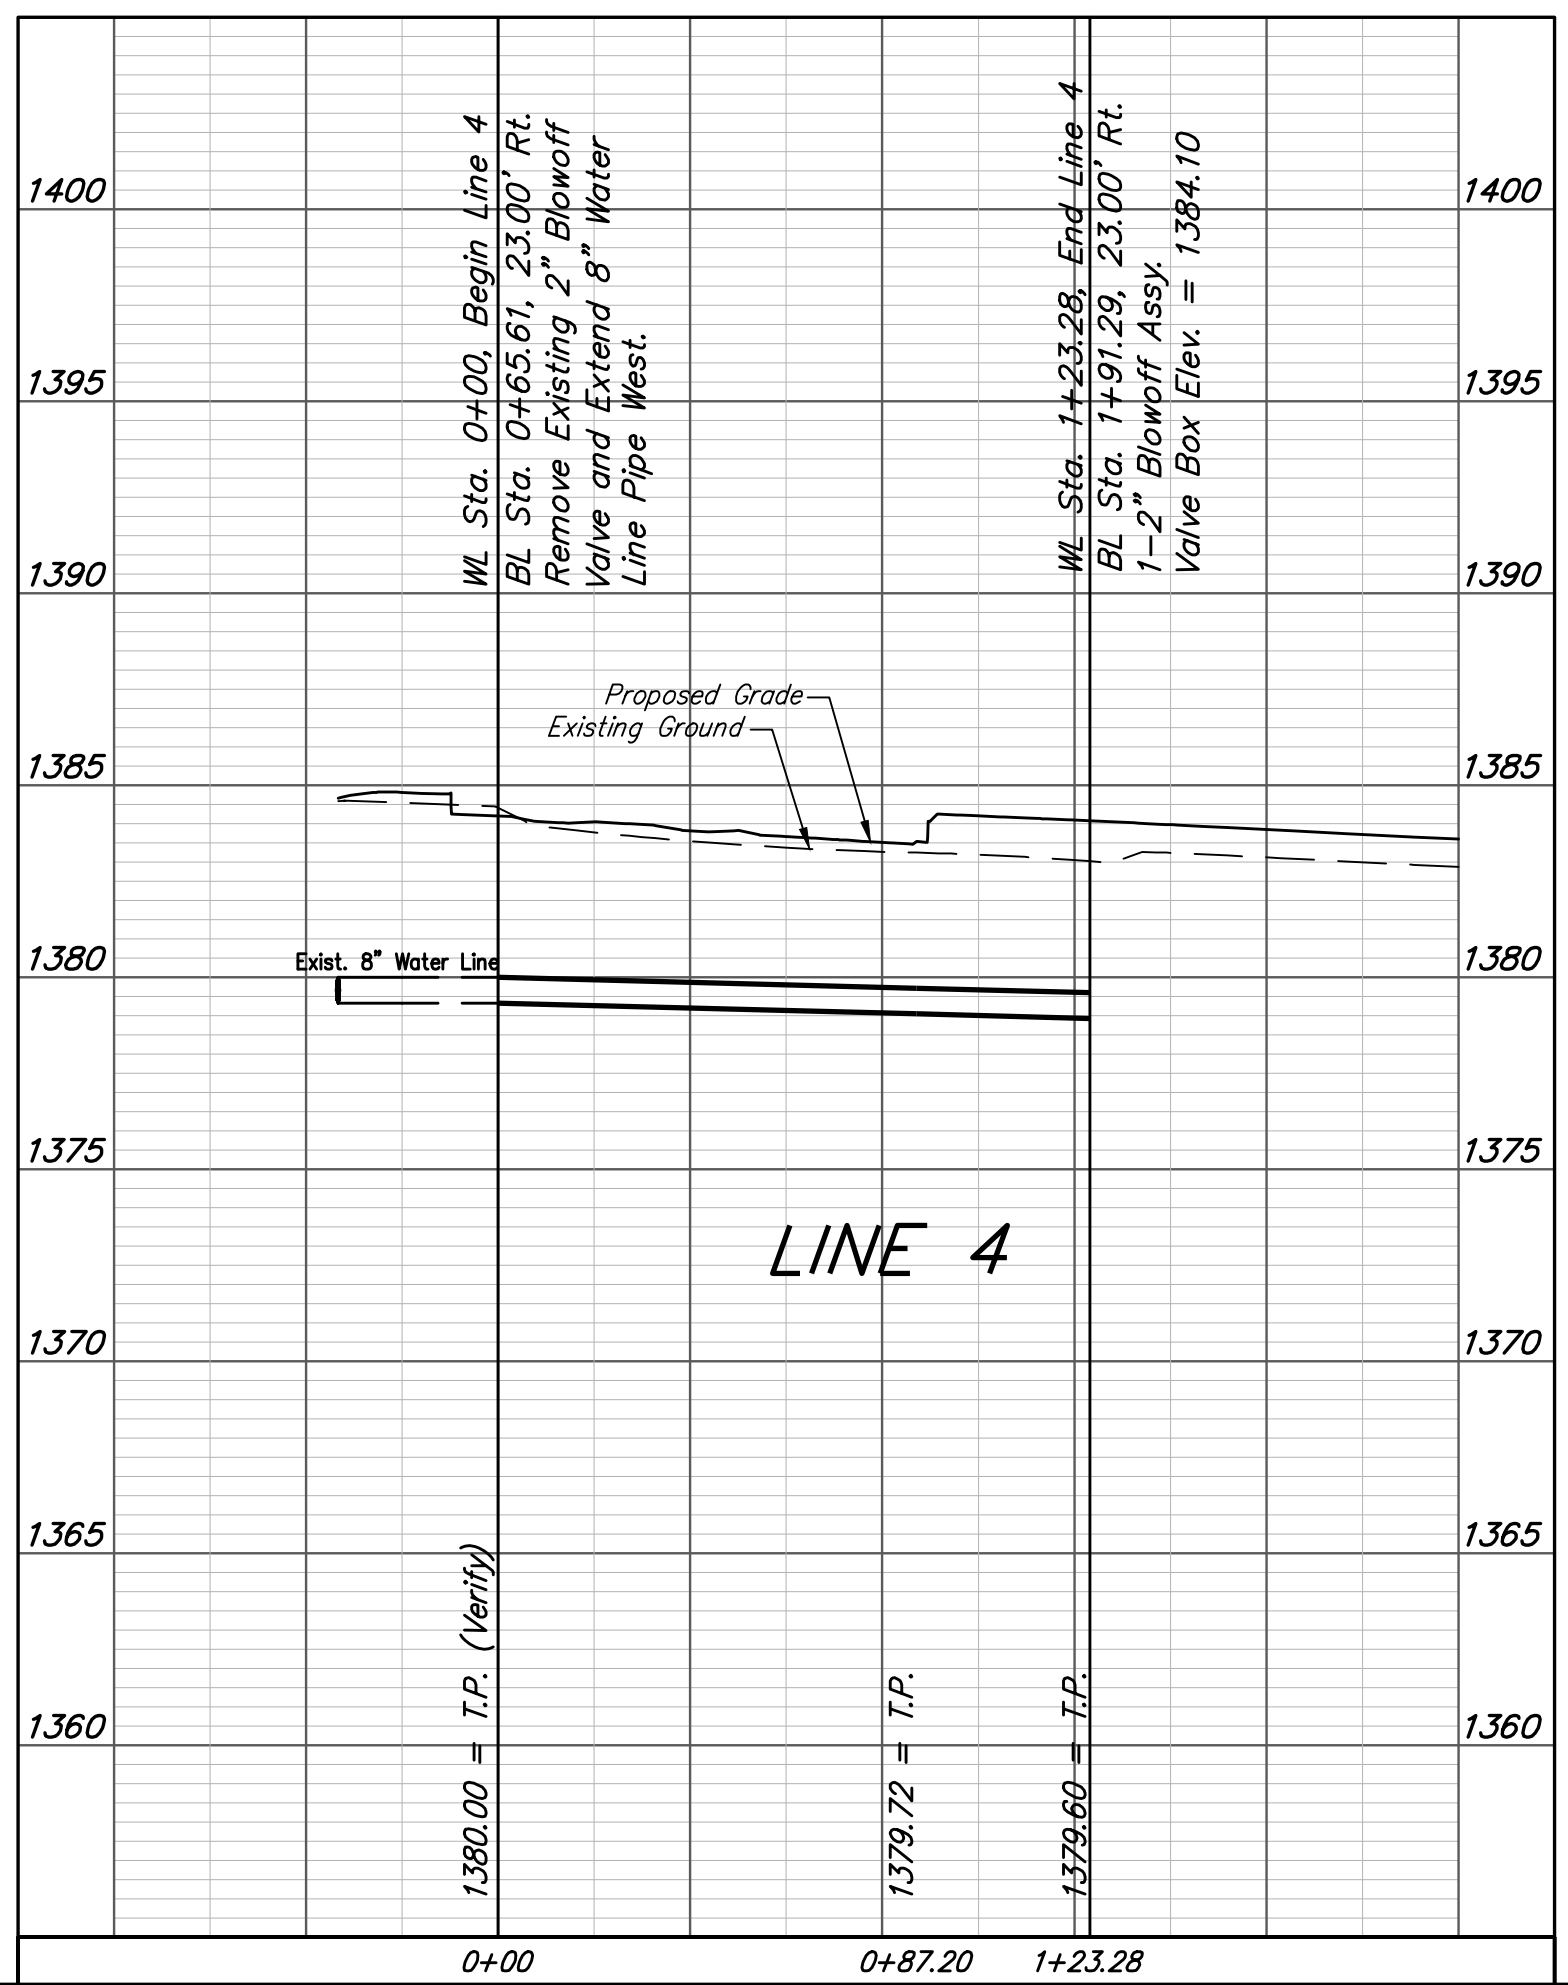 WL Sta. 0+00, Begin Line 4
BL Sta. 0+65.61, 23.00' Rt.
Remove Existing 2" Blowoff
Valve and Extend 8" Water
Line Pipe West.
WL Sta. 1+23.28, End Line 4
BL Sta. 1+91.29, 23.00' Rt.
1-2" Blowoff Assy.
Valve Box Elev. = 1384.10
1400
1400
1395
1395
1390
1390
Proposed Grade
Existing Ground
1385
1385
Exist. 8" Water Line
1380
1380
1375
1375
LINE 4
1370
1370
1365
1365
1360
1360
1380.00 = T.P. (Verify)
1379.72 = T.P.
1379.60 = T.P.
0+00
0+87.20
1+23.28